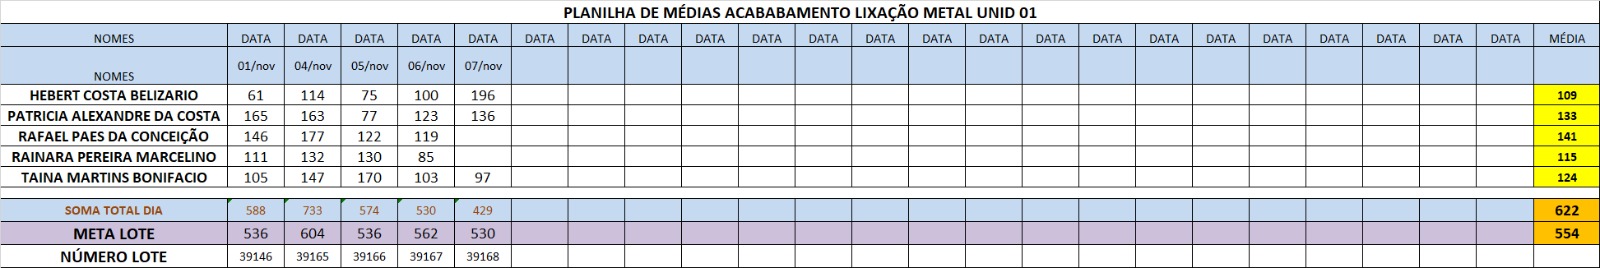 PLANILHA DE MÉDIAS ACABABAMENTO LIXAÇÃO METAL UNID 01
NOMES DATA DATA DATA DATA DATA DATA DATA DATA DATA DATA DATA DATA DATA DATA DATA DATA DATA DATA DATA DATA DATA DATA DATA MÉDIA
NOMES 01/nov 04/nov 05/nov 06/nov 07/nov
HEBERT COSTA BELIZARIO 61 114 75 100 196 109
PATRICIA ALEXANDRE DA COSTA 165 163 77 123 136 133
RAFAEL PAES DA CONCEIÇÃO 146 177 122 119 141
RAINARA PEREIRA MARCELINO 111 132 130 85 115
TAINA MARTINS BONIFACIO 105 147 170 103 97 124
SOMA TOTAL DIA 588 733 574 530 429 622
META LOTE 536 604 536 562 530 554
NÚMERO LOTE 39146 39165 39166 39167 39168